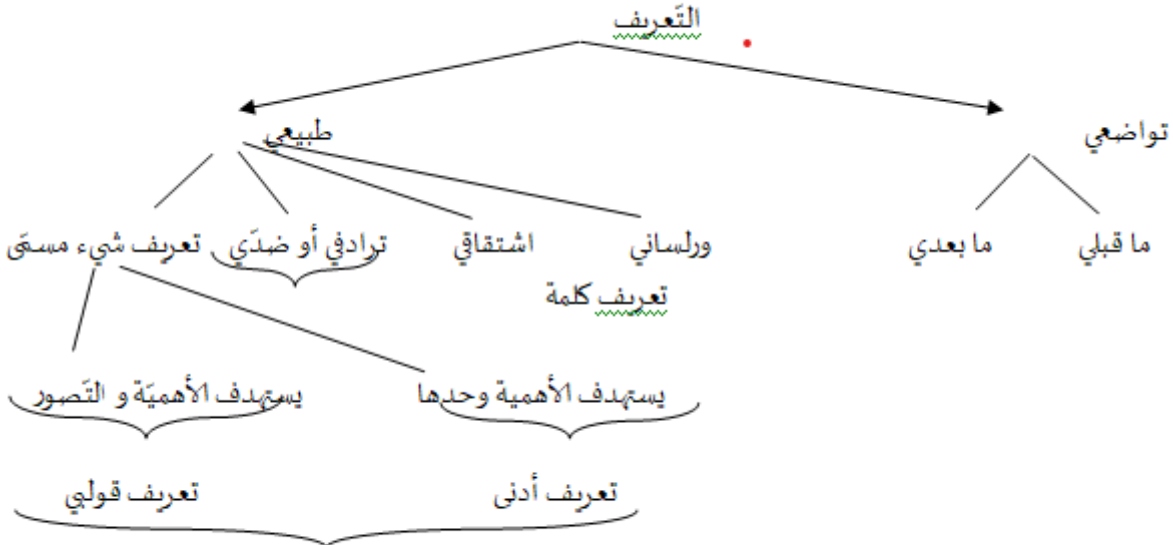 التّعريف
تواضعي طبيعي
ما قبلي ما بعدي ورلساني اشتقاقي ترادفي أو ضدّي تعريف شيء مسمّى
تعريف كلمة
يستهدف الأهمية وحدها يستهدف الأهميّة و التّصور
تعريف أدنى تعريف قولبي